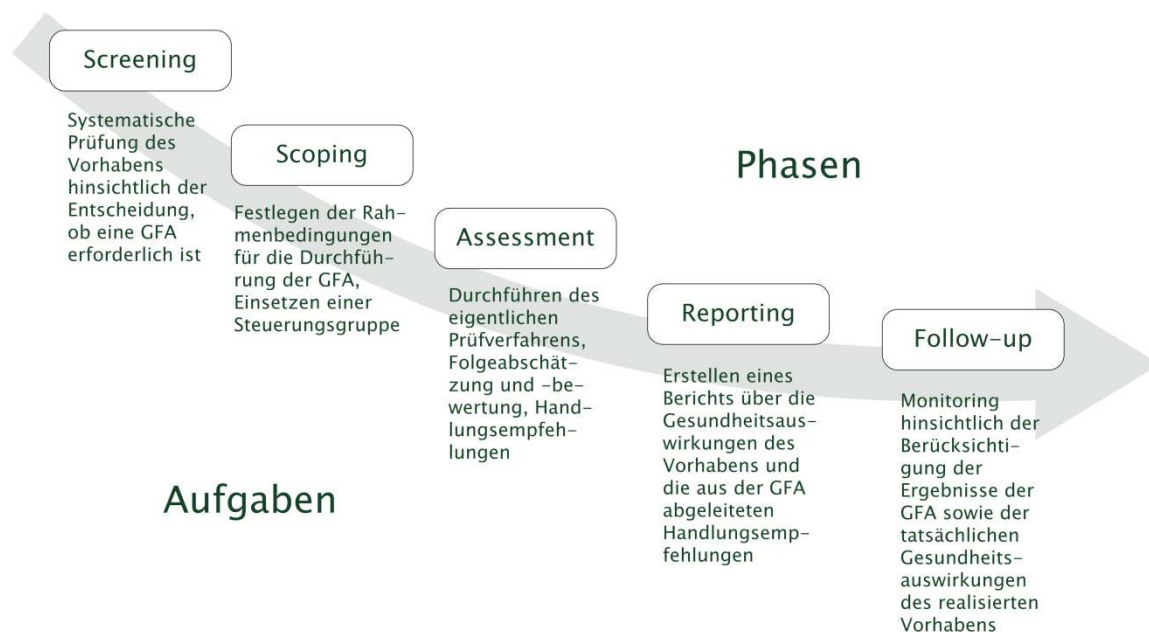 Screening
Systematische
Prüfung des
Vorhabens
hinsichtlich der
Entscheidung,
ob eine GFA
erforderlich ist
Scoping
Festlegen der Rah-
menbedingungen
für die Durchfüh-
rung der GFA,
Einsetzen einer
Steuerungsgruppe
Phasen
Assessment
Durchführen des
eigentlichen
Prüfverfahrens,
Folgeabschät-
zung und -be-
wertung, Hand-
lungsempfeh-
lungen
Reporting
Erstellen eines
Berichts über die
Gesundheitsaus-
wirkungen des
Vorhabens und
die aus der GFA
abgeleiteten
Handlungsemp-
fehlungen
Follow-up
Monitoring
hinsichtlich der
Berücksichti-
gung der
Ergebnisse der
GFA sowie der
tatsächlichen
Gesundheits-
auswirkungen
des realisierten
Vorhabens
Aufgaben